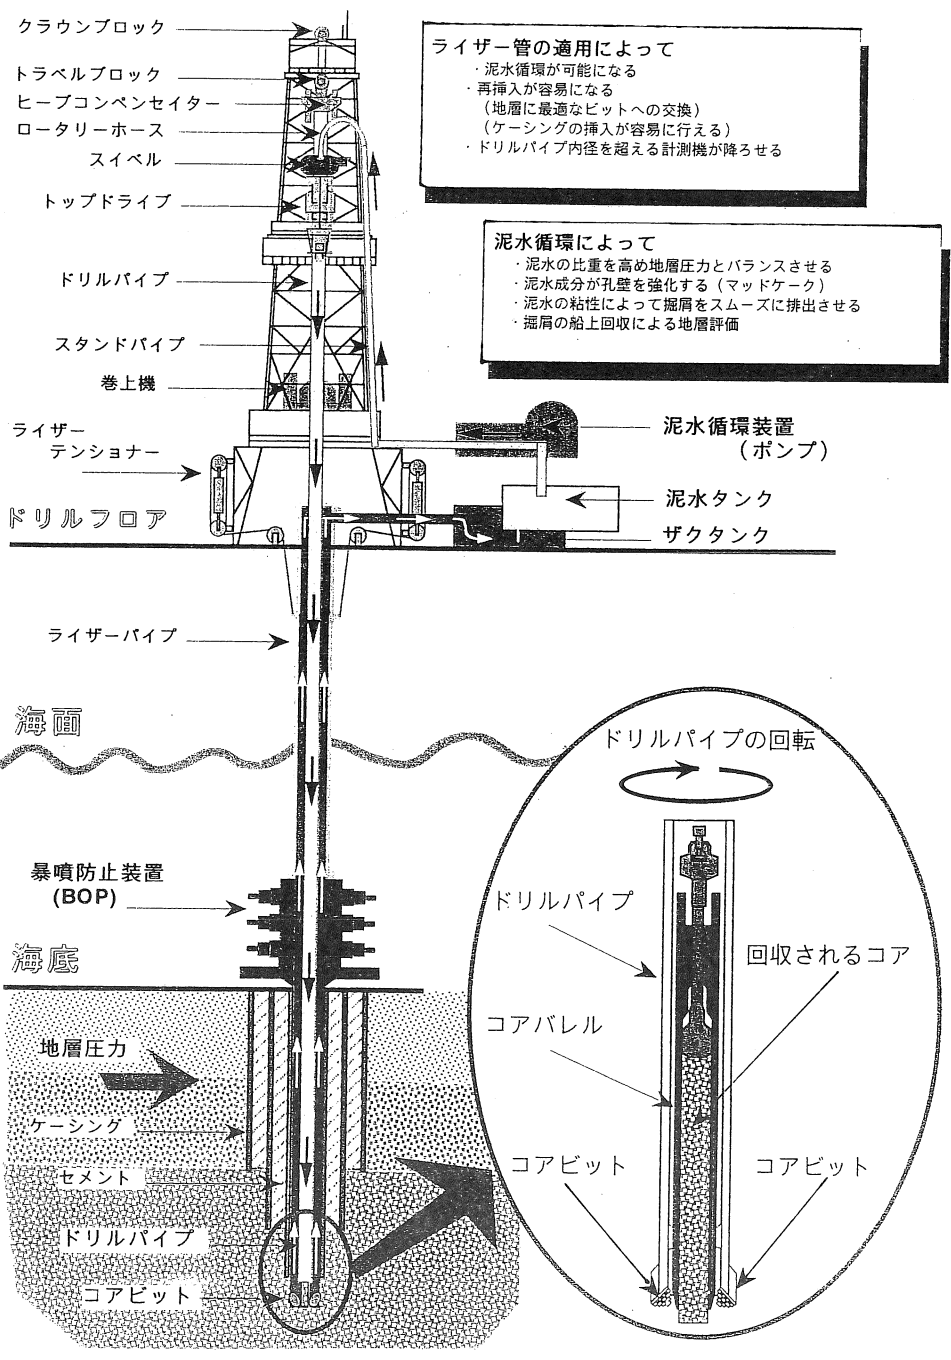 クラウンブロック
トラベルブロック
ヒーブコンペンセイター
ロータリーホース
スイベル
トップドライブ
ドリルパイプ
スタンドパイプ
巻上機
ライザー
テンショナー
ドリルフロア
ライザー管の適用によって
・泥水循環が可能になる
・再挿入が容易になる
（地層に最適なビットへの交換）
（ケーシングの挿入が容易に行える）
・ドリルパイプ内径を超える計測機が降ろせる
泥水循環によって
・泥水の比重を高め地層圧力とバランスさせる
・泥水成分が孔壁を強化する（マッドケーク）
・泥水の粘性によって掘屑をスムーズに排出させる
・掘屑の船上回収による地層評価
泥水循環装置
（ポンプ）
泥水タンク
ザクタンク
ライザーパイプ
海面
暴噴防止装置
(BOP)
海底
地層圧力
ケーシング
セメント
ドリルパイプ
コアビット
ドリルパイプの回転
ドリルパイプ
回収されるコア
コアバレル
コアビット
コアビット